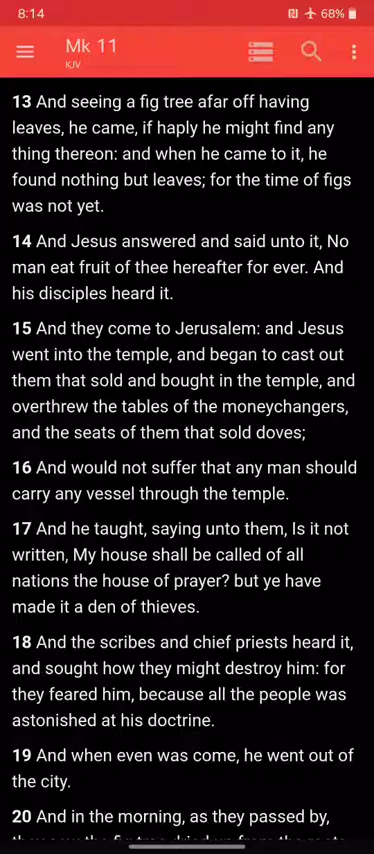 8:14
68%
Mk 11
KJV
13 And seeing a fig tree afar off having
leaves, he came, if haply he might find any
thing thereon: and when he came to it, he
found nothing but leaves; for the time of figs
was not yet.
14 And Jesus answered and said unto it, No
man eat fruit of thee hereafter for ever. And
his disciples heard it.
15 And they come to Jerusalem: and Jesus
went into the temple, and began to cast out
them that sold and bought in the temple, and
overthrew the tables of the moneychangers,
and the seats of them that sold doves;
16 And would not suffer that any man should
carry any vessel through the temple.
17 And he taught, saying unto them, Is it not
written, My house shall be called of all
nations the house of prayer? but ye have
made it a den of thieves.
18 And the scribes and chief priests heard it,
and sought how they might destroy him: for
they feared him, because all the people was
astonished at his doctrine.
19 And when even was come, he went out of
the city.
20 And in the morning, as they passed by,